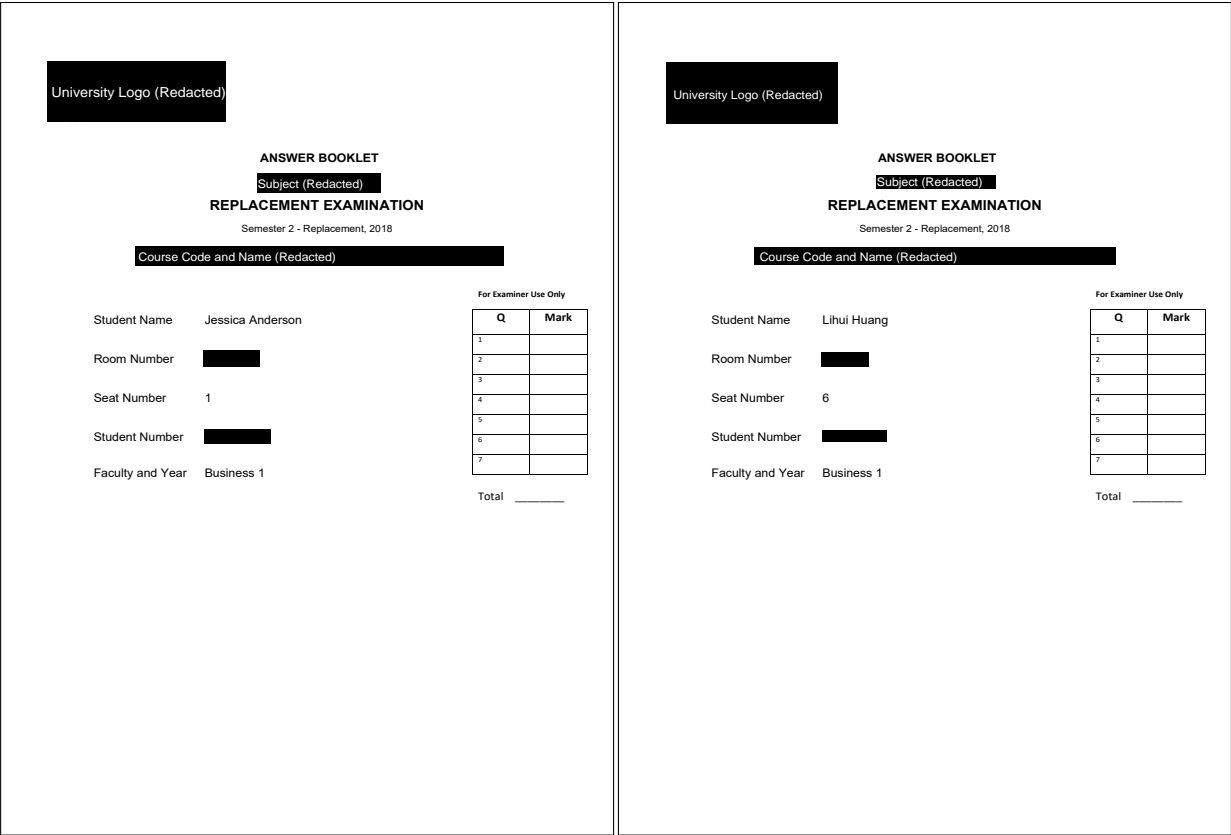 University Logo (Redacted)
ANSWER BOOKLET
Subject (Redacted)
REPLACEMENT EXAMINATION
Semester 2 - Replacement, 2018
Course Code and Name (Redacted)
For Examiner Use Only
Q Mark
1
2
3
4
5
6
7
Total ________
Student Name Jessica Anderson
Room Number
Seat Number 1
Student Number
Faculty and Year Business 1
University Logo (Redacted)
ANSWER BOOKLET
Subject (Redacted)
REPLACEMENT EXAMINATION
Semester 2 - Replacement, 2018
Course Code and Name (Redacted)
For Examiner Use Only
Q Mark
1
2
3
4
5
6
7
Total ________
Student Name Lihui Huang
Room Number
Seat Number 6
Student Number
Faculty and Year Business 1